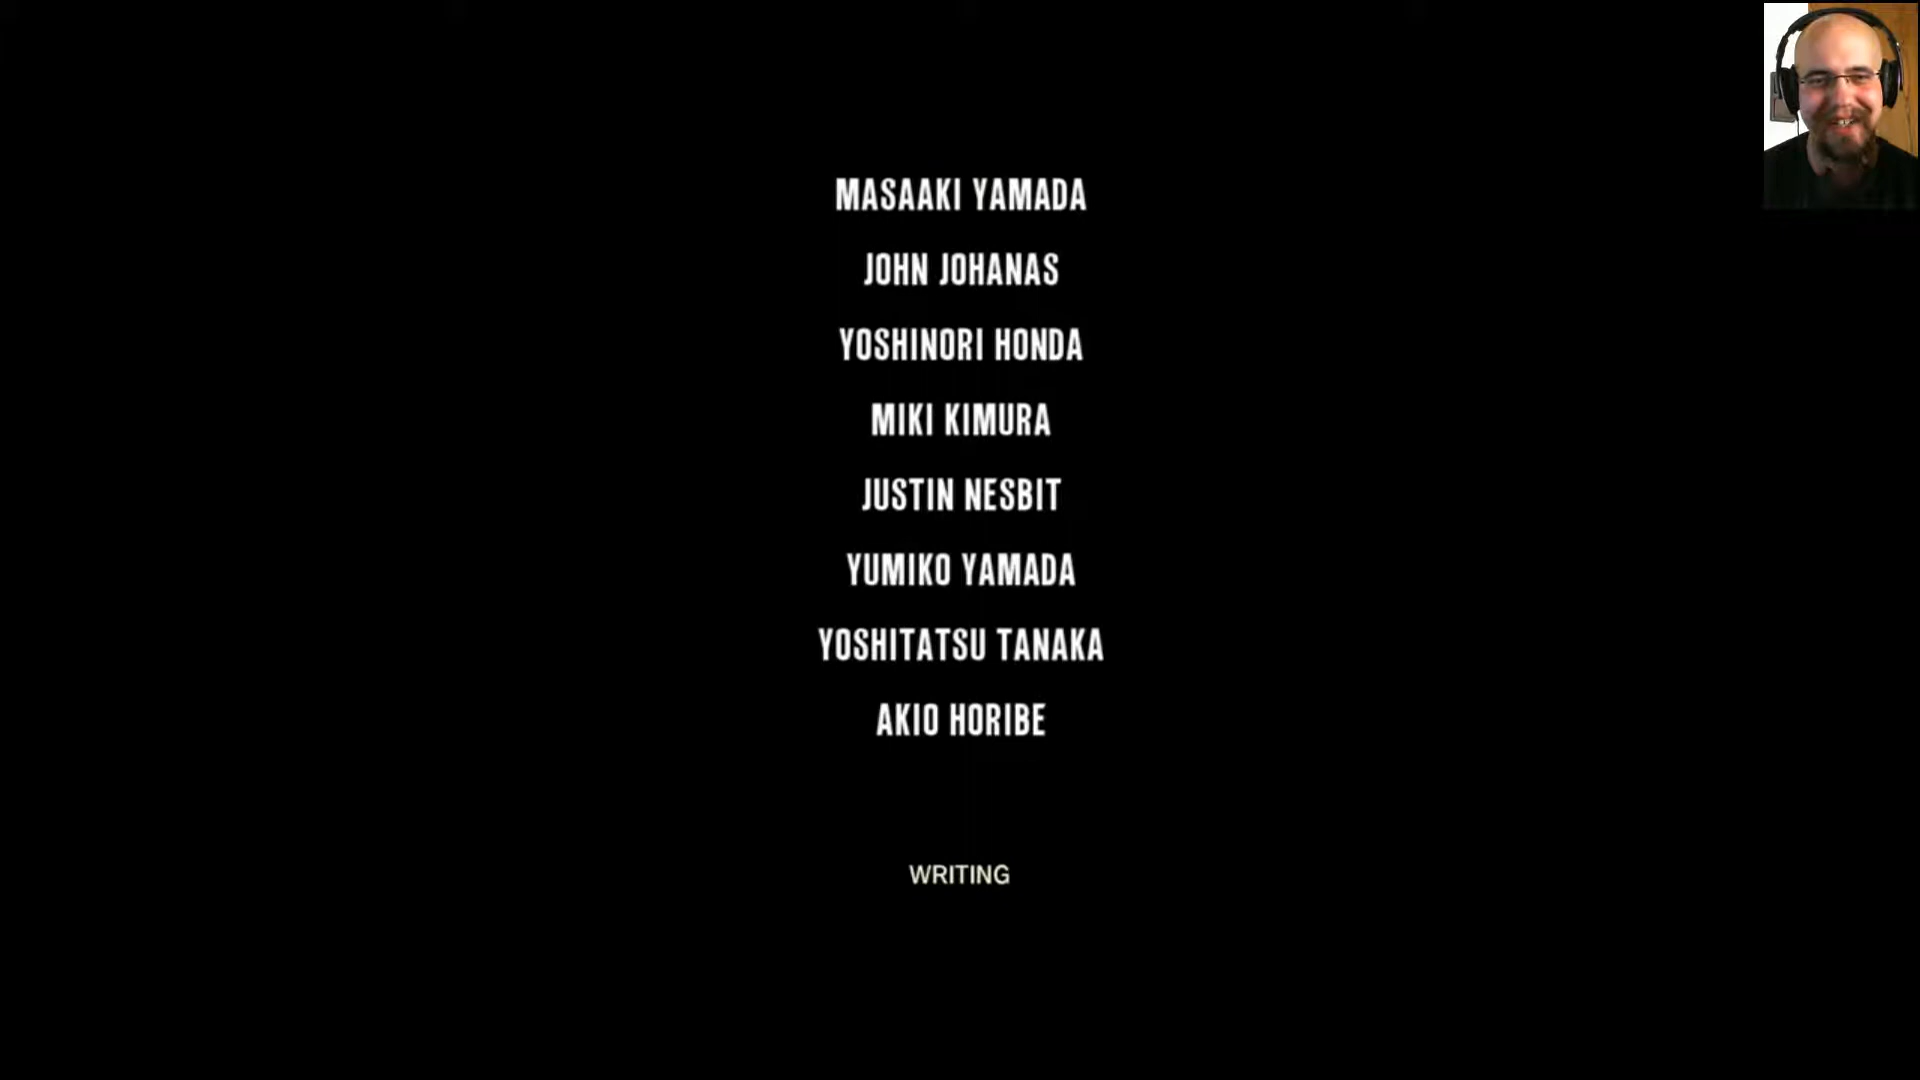 MASAAKI YAMADA
JOHN JOHANAS
YOSHINORI HONDA
MIKI KIMURA
JUSTIN NESBIT
YUMIKO YAMADA
YOSHITATSU TANAKA
AKIO HORIBE
WRITING